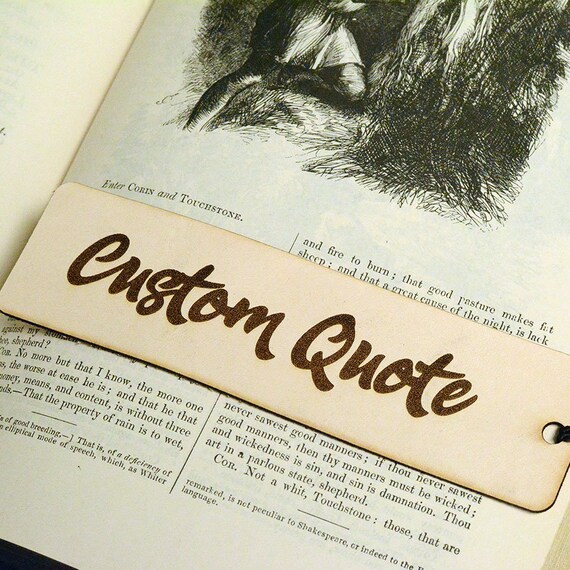 Enter CORIN and TOUCHSTONE.
Custom Quote
against my
shepherd?
COR. No more but that I know, the more one
the worse at ease he is; and that he that
money, means, and content, is without three
—That the property of rain is to wet,
of good breeding,—] That is, of a deficiency of
elliptical mode of speech, which, as Whiter
and fire to burn; that good pasture makes fat
sheep; and that a great cause of the night, is lack
never sawest good manners; if thou never sawest
good manners, then thy manners must be wicked;
and wickedness is sin, and sin is damnation. Thou
art in a parlous state, shepherd.
COR. Not a whit, Touchstone: those, that are
remarked, is not peculiar to Shakespeare, or indeed to the
language.